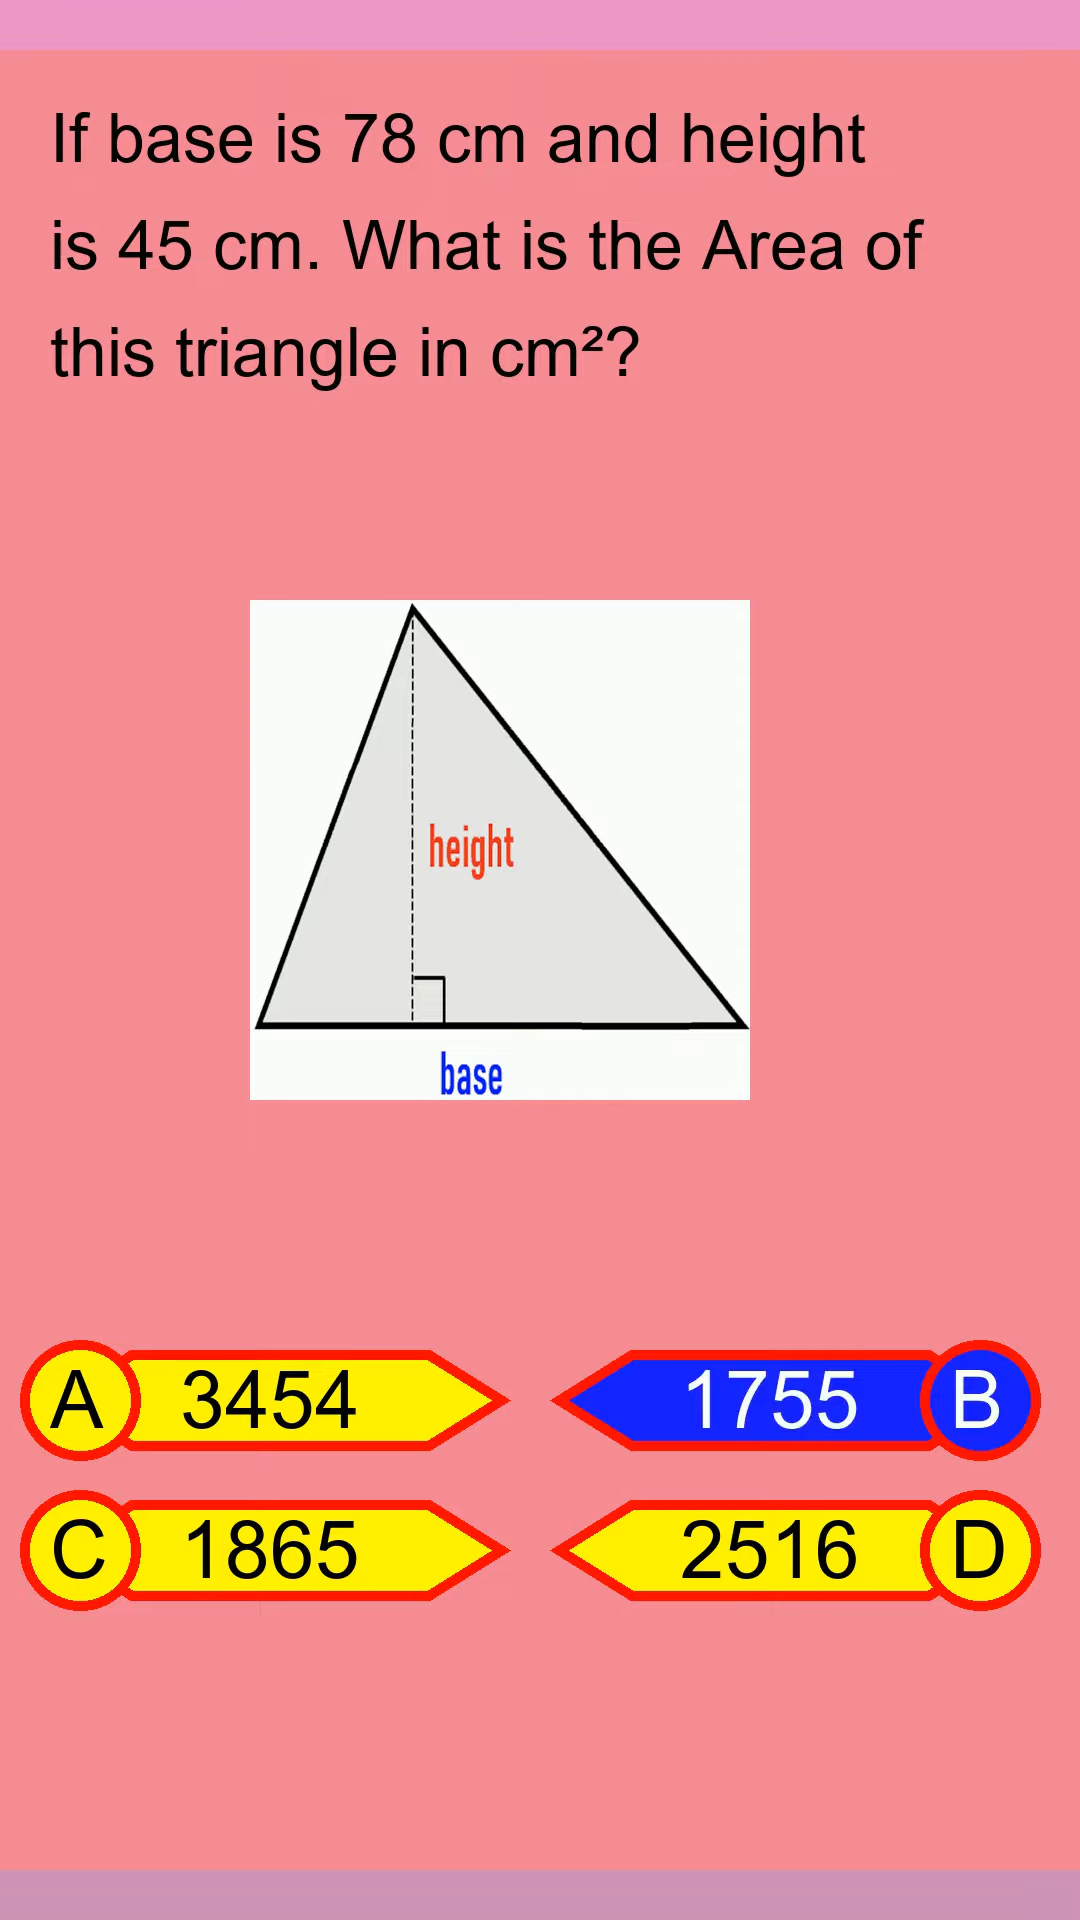 If base is 78 cm and height
is 45 cm. What is the Area of
this triangle in cm²?
height
base
A 3454
1755 B
C 1865
2516 D